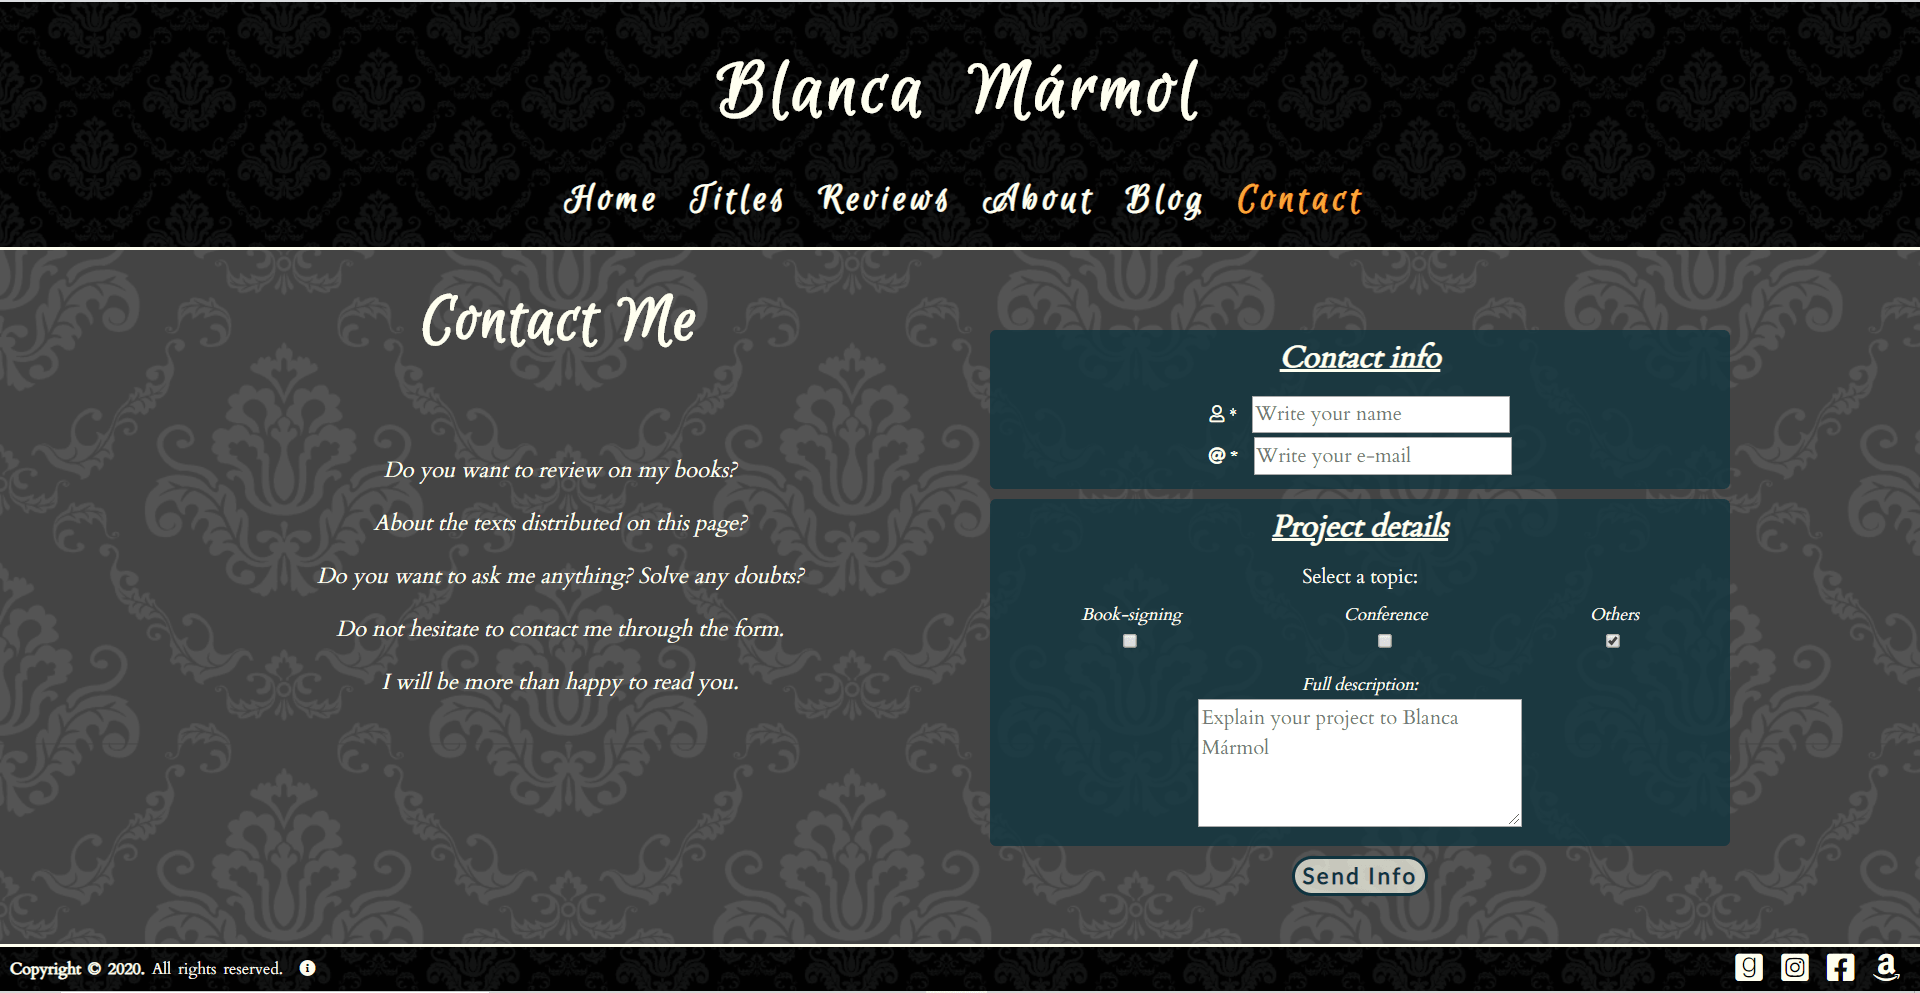 Blanca Mármol
Home Titles Reviews About Blog Contact
Contact Me
Do you want to review on my books?
About the texts distributed on this page?
Do you want to ask me anything? Solve any doubts?
Do not hesitate to contact me through the form.
I will be more than happy to read you.
Contact info
* Write your name
@ * Write your e-mail
Project details
Select a topic:
Book-signing Conference Others
Full description:
Explain your project to Blanca
Mármol
Send Info
Copyright © 2020. All rights reserved.